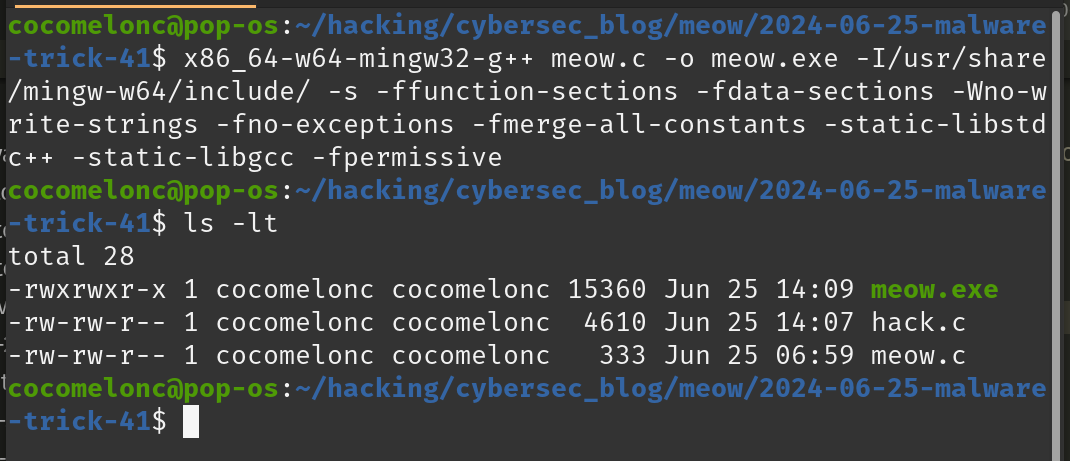 cocomelonc@pop-os:~/hacking/cybersec_blog/meow/2024-06-25-malware
-trick-41$ x86_64-w64-mingw32-g++ meow.c -o meow.exe -I/usr/share
/mingw-w64/include/ -s -ffunction-sections -fdata-sections -Wno-w
rite-strings -fno-exceptions -fmerge-all-constants -static-libstd
c++ -static-libgcc -fpermissive
cocomelonc@pop-os:~/hacking/cybersec_blog/meow/2024-06-25-malware
-trick-41$ ls -lt
total 28
-rwxrwxr-x 1 cocomelonc cocomelonc 15360 Jun 25 14:09 meow.exe
-rw-rw-r-- 1 cocomelonc cocomelonc  4610 Jun 25 14:07 hack.c
-rw-rw-r-- 1 cocomelonc cocomelonc   333 Jun 25 06:59 meow.c
cocomelonc@pop-os:~/hacking/cybersec_blog/meow/2024-06-25-malware
-trick-41$